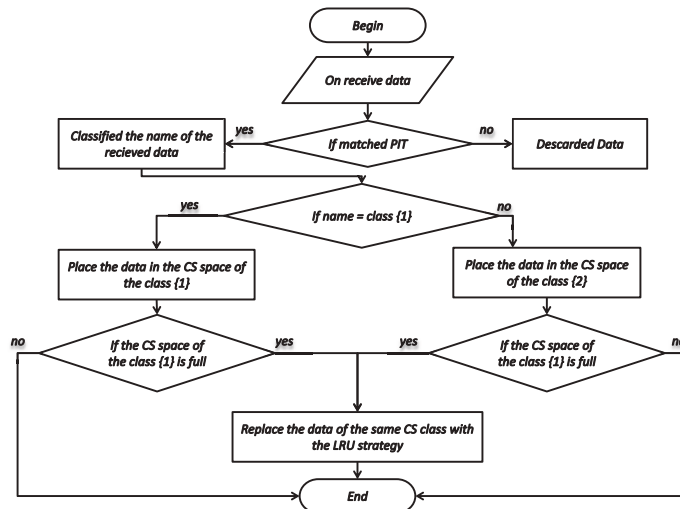 Begin
On receive data
yes
Classified the name of the
recieved data
If matched PIT
no
Descarded Data
yes
If name = class {1}
no
Place the data in the CS space of
the class {1}
Place the data in the CS space
of the class {2}
no
If the CS space of
the class {1} is full
yes
yes
If the CS space of
the class {1} is full
no
Replace the data of the same CS class with
the LRU strategy
End